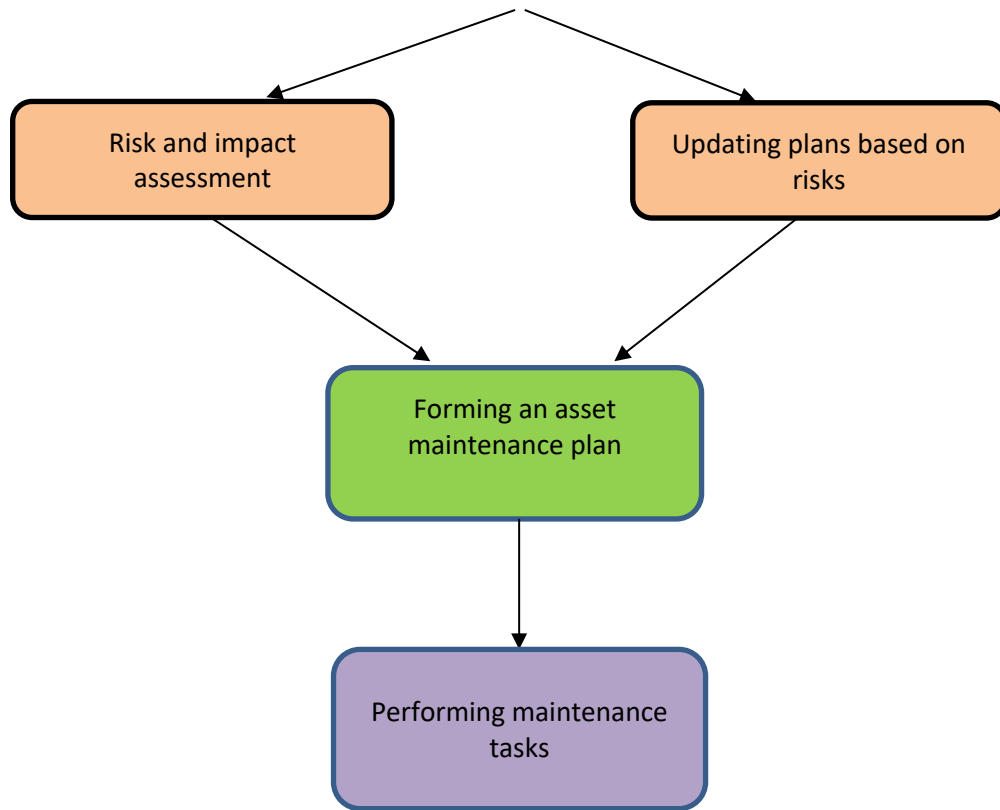 Risk and impact
assessment
Updating plans based on
risks
Forming an asset
maintenance plan
Performing maintenance
tasks